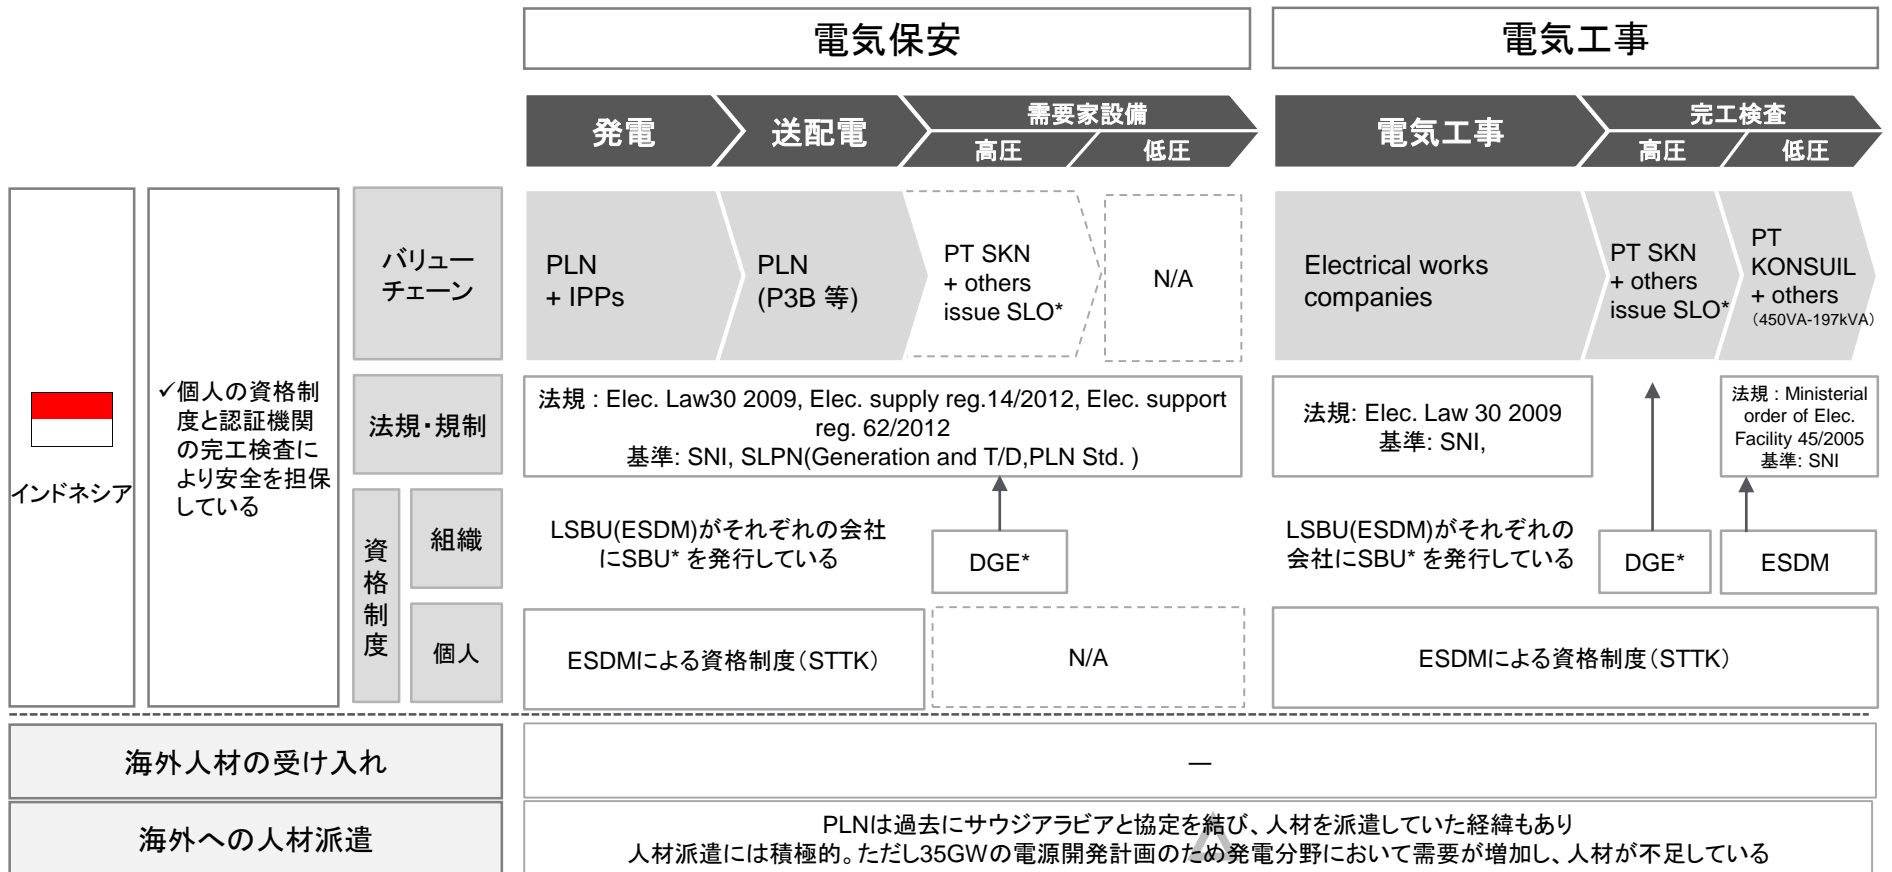 電気保安
電気工事
発電
送配電
需要家設備
高圧
低圧
電気工事
完工検査
高圧
低圧
インドネシア
✓個人の資格制
度と認証機関
の完工検査に
より安全を担保
している
バリュー
チェーン
PLN
+ IPPs
PLN
(P3B 等)
PT SKN
+ others
issue SLO*
N/A
Electrical works
companies
PT SKN
+ others
issue SLO*
PT
KONSUIL
+ others
（450VA-197kVA）
法規・規制
法規 : Elec. Law30 2009, Elec. supply reg.14/2012, Elec. support
reg. 62/2012
基準: SNI, SLPN(Generation and T/D,PLN Std. )
法規: Elec. Law 30 2009
基準: SNI,
法規 : Ministerial
order of Elec.
Facility 45/2005
基準: SNI
資格制度
組織
LSBU(ESDM)がそれぞれの会社
にSBU* を発行している
DGE*
LSBU(ESDM)がそれぞれの
会社にSBU* を発行している
DGE*
ESDM
個人
ESDMによる資格制度（STTK）
N/A
ESDMによる資格制度（STTK）
海外人材の受け入れ
―
海外への人材派遣
PLNは過去にサウジアラビアと協定を結び、人材を派遣していた経緯もあり
人材派遣には積極的。ただし35GWの電源開発計画のため発電分野において需要が増加し、人材が不足している